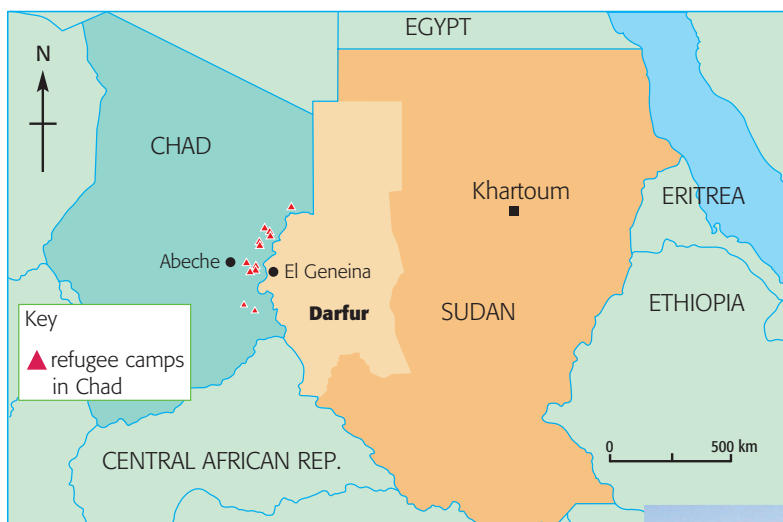 EGYPT
N
CHAD
Khartoum
ERITREA
Abeche
El Geneina
ETHIOPIA
Darfur
SUDAN
Key
refugee camps
in Chad
0 500 km
CENTRAL AFRICAN REP.